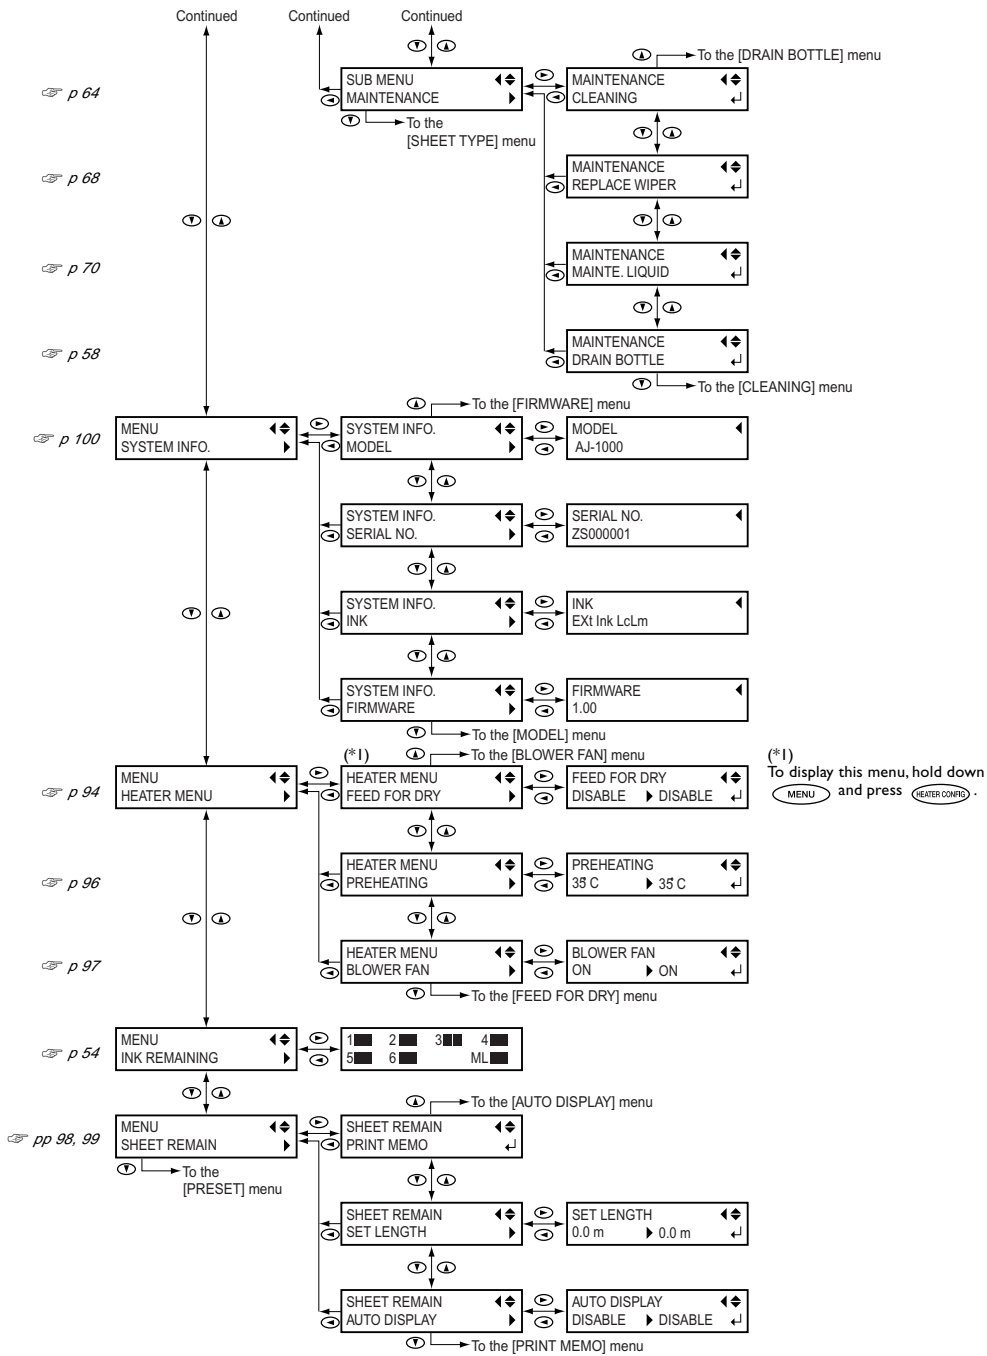 Continued
Continued
Continued
To the [DRAIN BOTTLE] menu
☞ p 64
SUB MENU
MAINTENANCE
MAINTENANCE
CLEANING
To the
[SHEET TYPE] menu
☞ p 68
MAINTENANCE
REPLACE WIPER
☞ p 70
MAINTENANCE
MAINTE. LIQUID
☞ p 58
MAINTENANCE
DRAIN BOTTLE
To the [CLEANING] menu
To the [FIRMWARE] menu
☞ p 100
MENU
SYSTEM INFO.
SYSTEM INFO.
MODEL
MODEL
AJ-1000
SYSTEM INFO.
SERIAL NO.
SERIAL NO.
ZS000001
SYSTEM INFO.
INK
INK
EXt Ink LcLm
SYSTEM INFO.
FIRMWARE
FIRMWARE
1.00
To the [MODEL] menu
(*1)
To the [BLOWER FAN] menu
☞ p 94
MENU
HEATER MENU
HEATER MENU
FEED FOR DRY
FEED FOR DRY
DISABLE DISABLE
(*1)
To display this menu, hold down
MENU and press HEATER CONFIG .
☞ p 96
HEATER MENU
PREHEATING
PREHEATING
35°C 35°C
☞ p 97
HEATER MENU
BLOWER FAN
BLOWER FAN
ON ON
To the [FEED FOR DRY] menu
☞ p 54
MENU
INK REMAINING
1 2 3 4
5 6 ML
To the [AUTO DISPLAY] menu
☞ pp 98, 99
MENU
SHEET REMAIN
SHEET REMAIN
PRINT MEMO
To the
[PRESET] menu
SHEET REMAIN
SET LENGTH
SET LENGTH
0.0 m 0.0 m
SHEET REMAIN
AUTO DISPLAY
AUTO DISPLAY
DISABLE DISABLE
To the [PRINT MEMO] menu